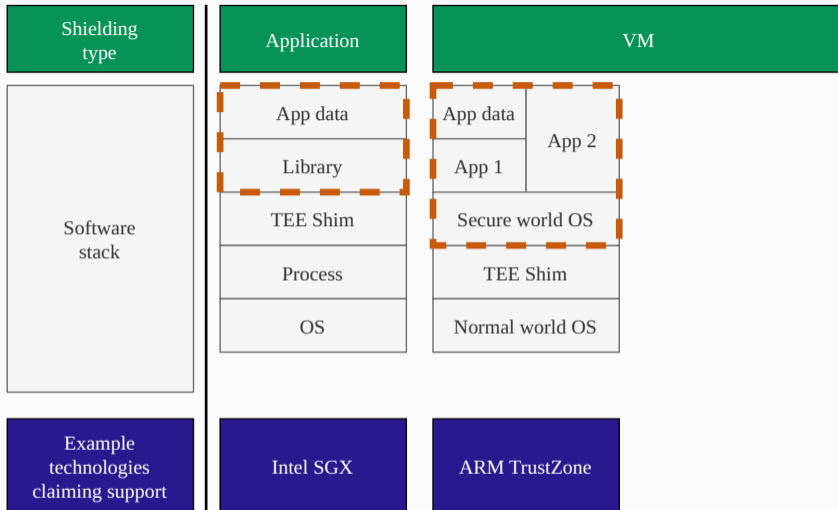 Shielding
type
Application
VM
Software
stack
App data
Library
TEE Shim
Process
OS
App data
App 1
App 2
Secure world OS
TEE Shim
Normal world OS
Example
technologies
claiming support
Intel SGX
ARM TrustZone